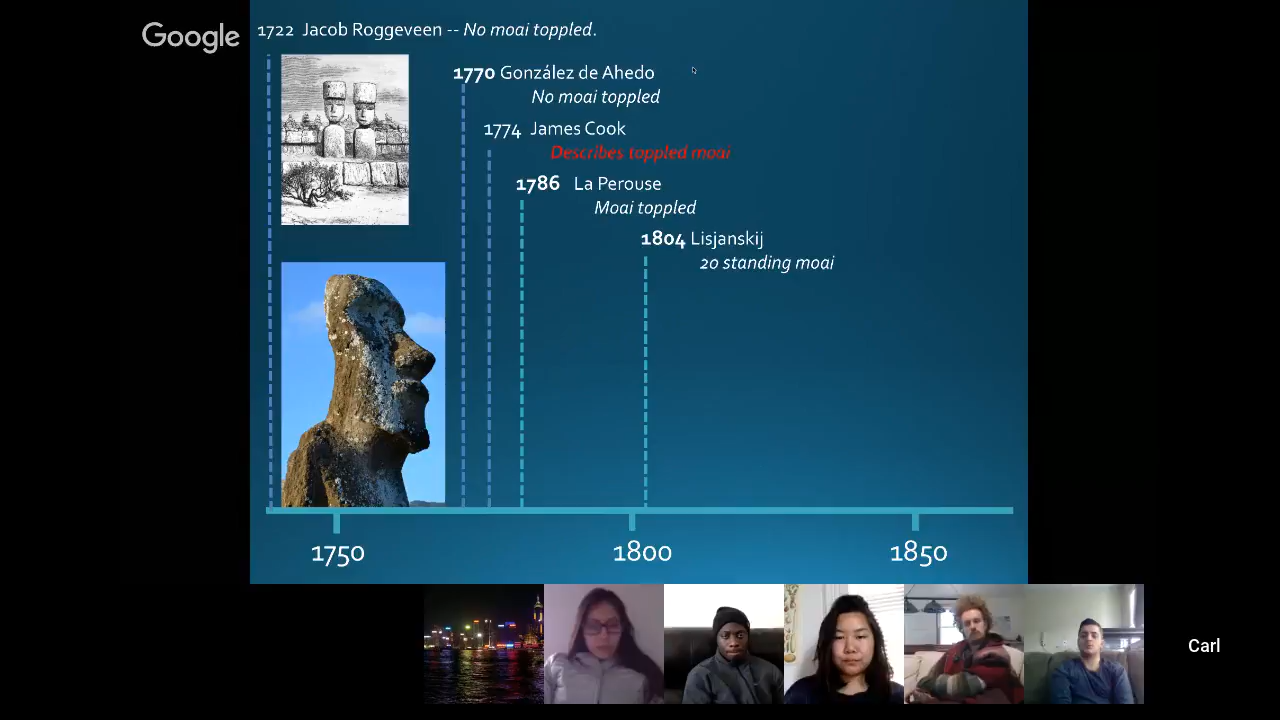 Google
1722 Jacob Roggeveen -- No moai toppled.
1770 González de Ahedo
No moai toppled
1774 James Cook
Describes toppled moai
1786 La Perouse
Moai toppled
1804 Lisjanskij
20 standing moai
1750
1800
1850
Carl